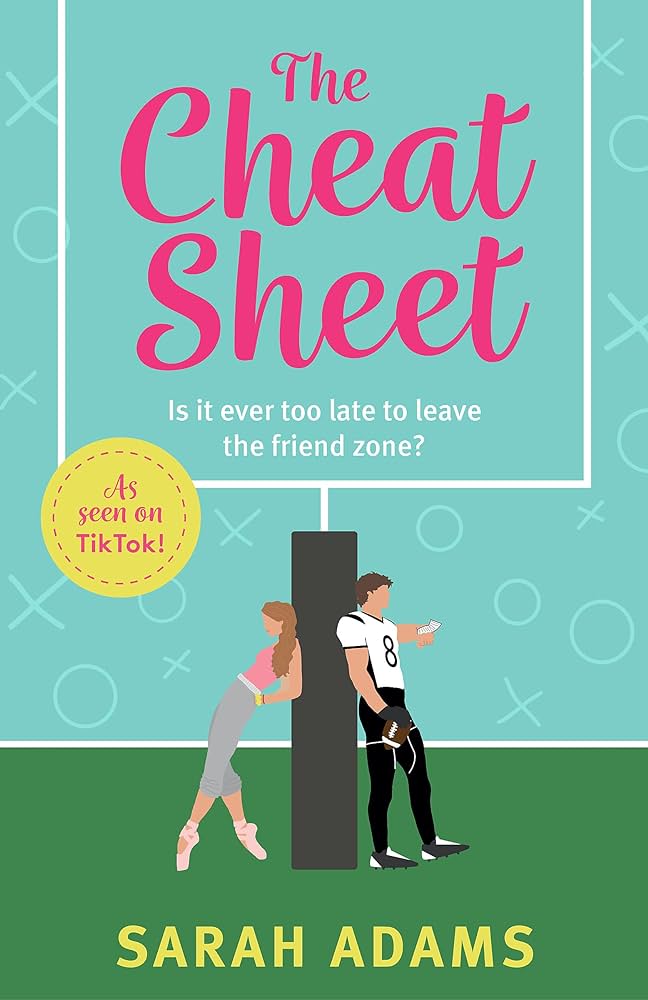 The
Cheat
Sheet
Is it ever too late to leave
the friend zone?
As
seen on
TikTok!
8
SARAH ADAMS